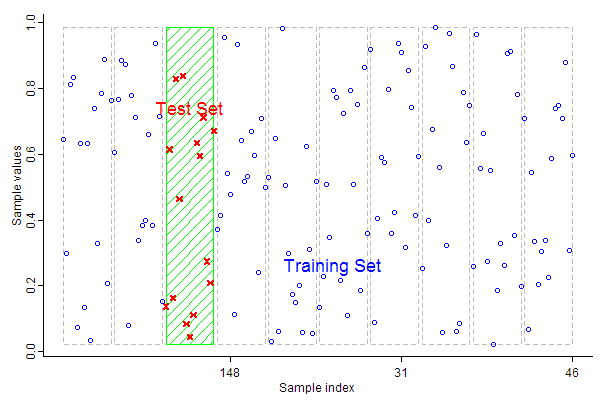 1.0
0.8
0.6
0.4
0.2
0.0
Sample values
Test Set
Training Set
148
31
46
Sample index